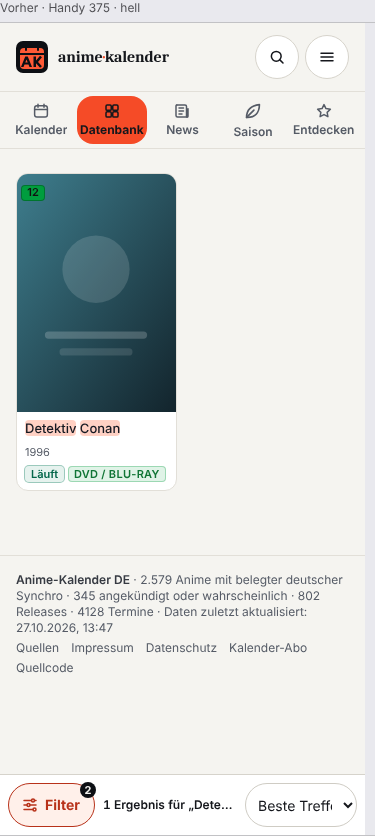 Vorher · Handy 375 · hell
AK
anime·kalender
Kalender Datenbank News Saison Entdecken
12
Detektiv Conan
1996
Läuft DVD / BLU-RAY
Anime-Kalender DE · 2.579 Anime mit belegter deutscher
Synchro · 345 angekündigt oder wahrscheinlich · 802
Releases · 4128 Termine · Daten zuletzt aktualisiert:
27.10.2026, 13:47
Quellen Impressum Datenschutz Kalender-Abo
Quellcode
Filter 2 1 Ergebnis für „Dete… Beste Treffe